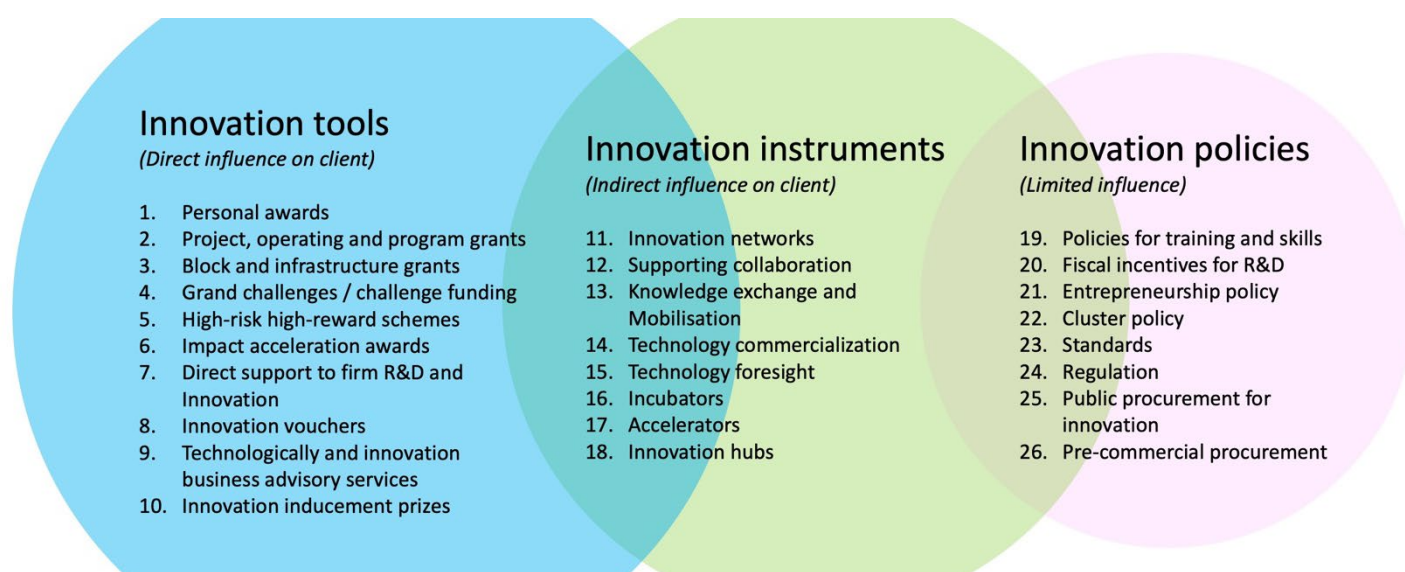 Innovation tools
(Direct influence on client)
1. Personal awards
2. Project, operating and program grants
3. Block and infrastructure grants
4. Grand challenges / challenge funding
5. High-risk high-reward schemes
6. Impact acceleration awards
7. Direct support to firm R&D and
Innovation
8. Innovation vouchers
9. Technologically and innovation
business advisory services
10. Innovation inducement prizes
Innovation instruments
(Indirect influence on client)
11. Innovation networks
12. Supporting collaboration
13. Knowledge exchange and
Mobilisation
14. Technology commercialization
15. Technology foresight
16. Incubators
17. Accelerators
18. Innovation hubs
Innovation policies
(Limited influence)
19. Policies for training and skills
20. Fiscal incentives for R&D
21. Entrepreneurship policy
22. Cluster policy
23. Standards
24. Regulation
25. Public procurement for
innovation
26. Pre-commercial procurement